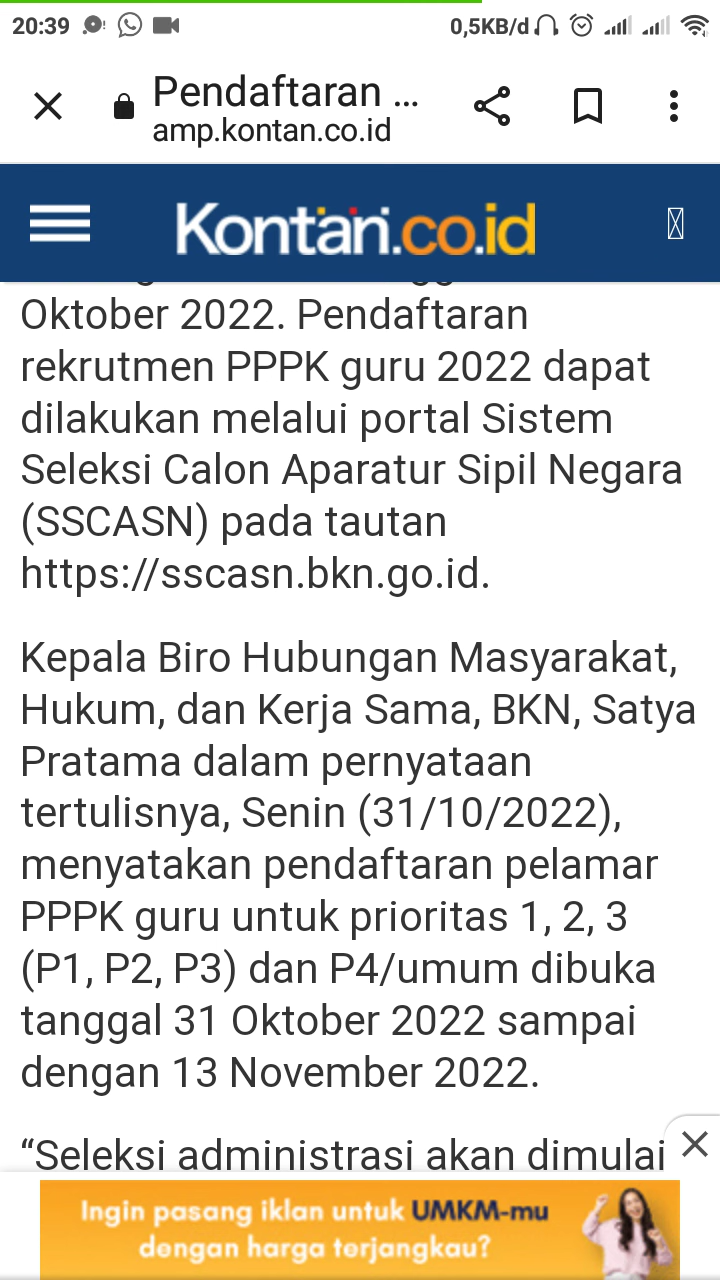 20:39
0,5KB/d
Pendaftaran ...
amp.kontan.co.id
Kontan.co.id
Oktober 2022. Pendaftaran
rekrutmen PPPK guru 2022 dapat
dilakukan melalui portal Sistem
Seleksi Calon Aparatur Sipil Negara
(SSCASN) pada tautan
https://sscasn.bkn.go.id.
Kepala Biro Hubungan Masyarakat,
Hukum, dan Kerja Sama, BKN, Satya
Pratama dalam pernyataan
tertulisnya, Senin (31/10/2022),
menyatakan pendaftaran pelamar
PPPK guru untuk prioritas 1, 2, 3
(P1, P2, P3) dan P4/umum dibuka
tanggal 31 Oktober 2022 sampai
dengan 13 November 2022.
“Seleksi administrasi akan dimulai
Ingin pasang iklan untuk UMKM-mu
dengan harga terjangkau?